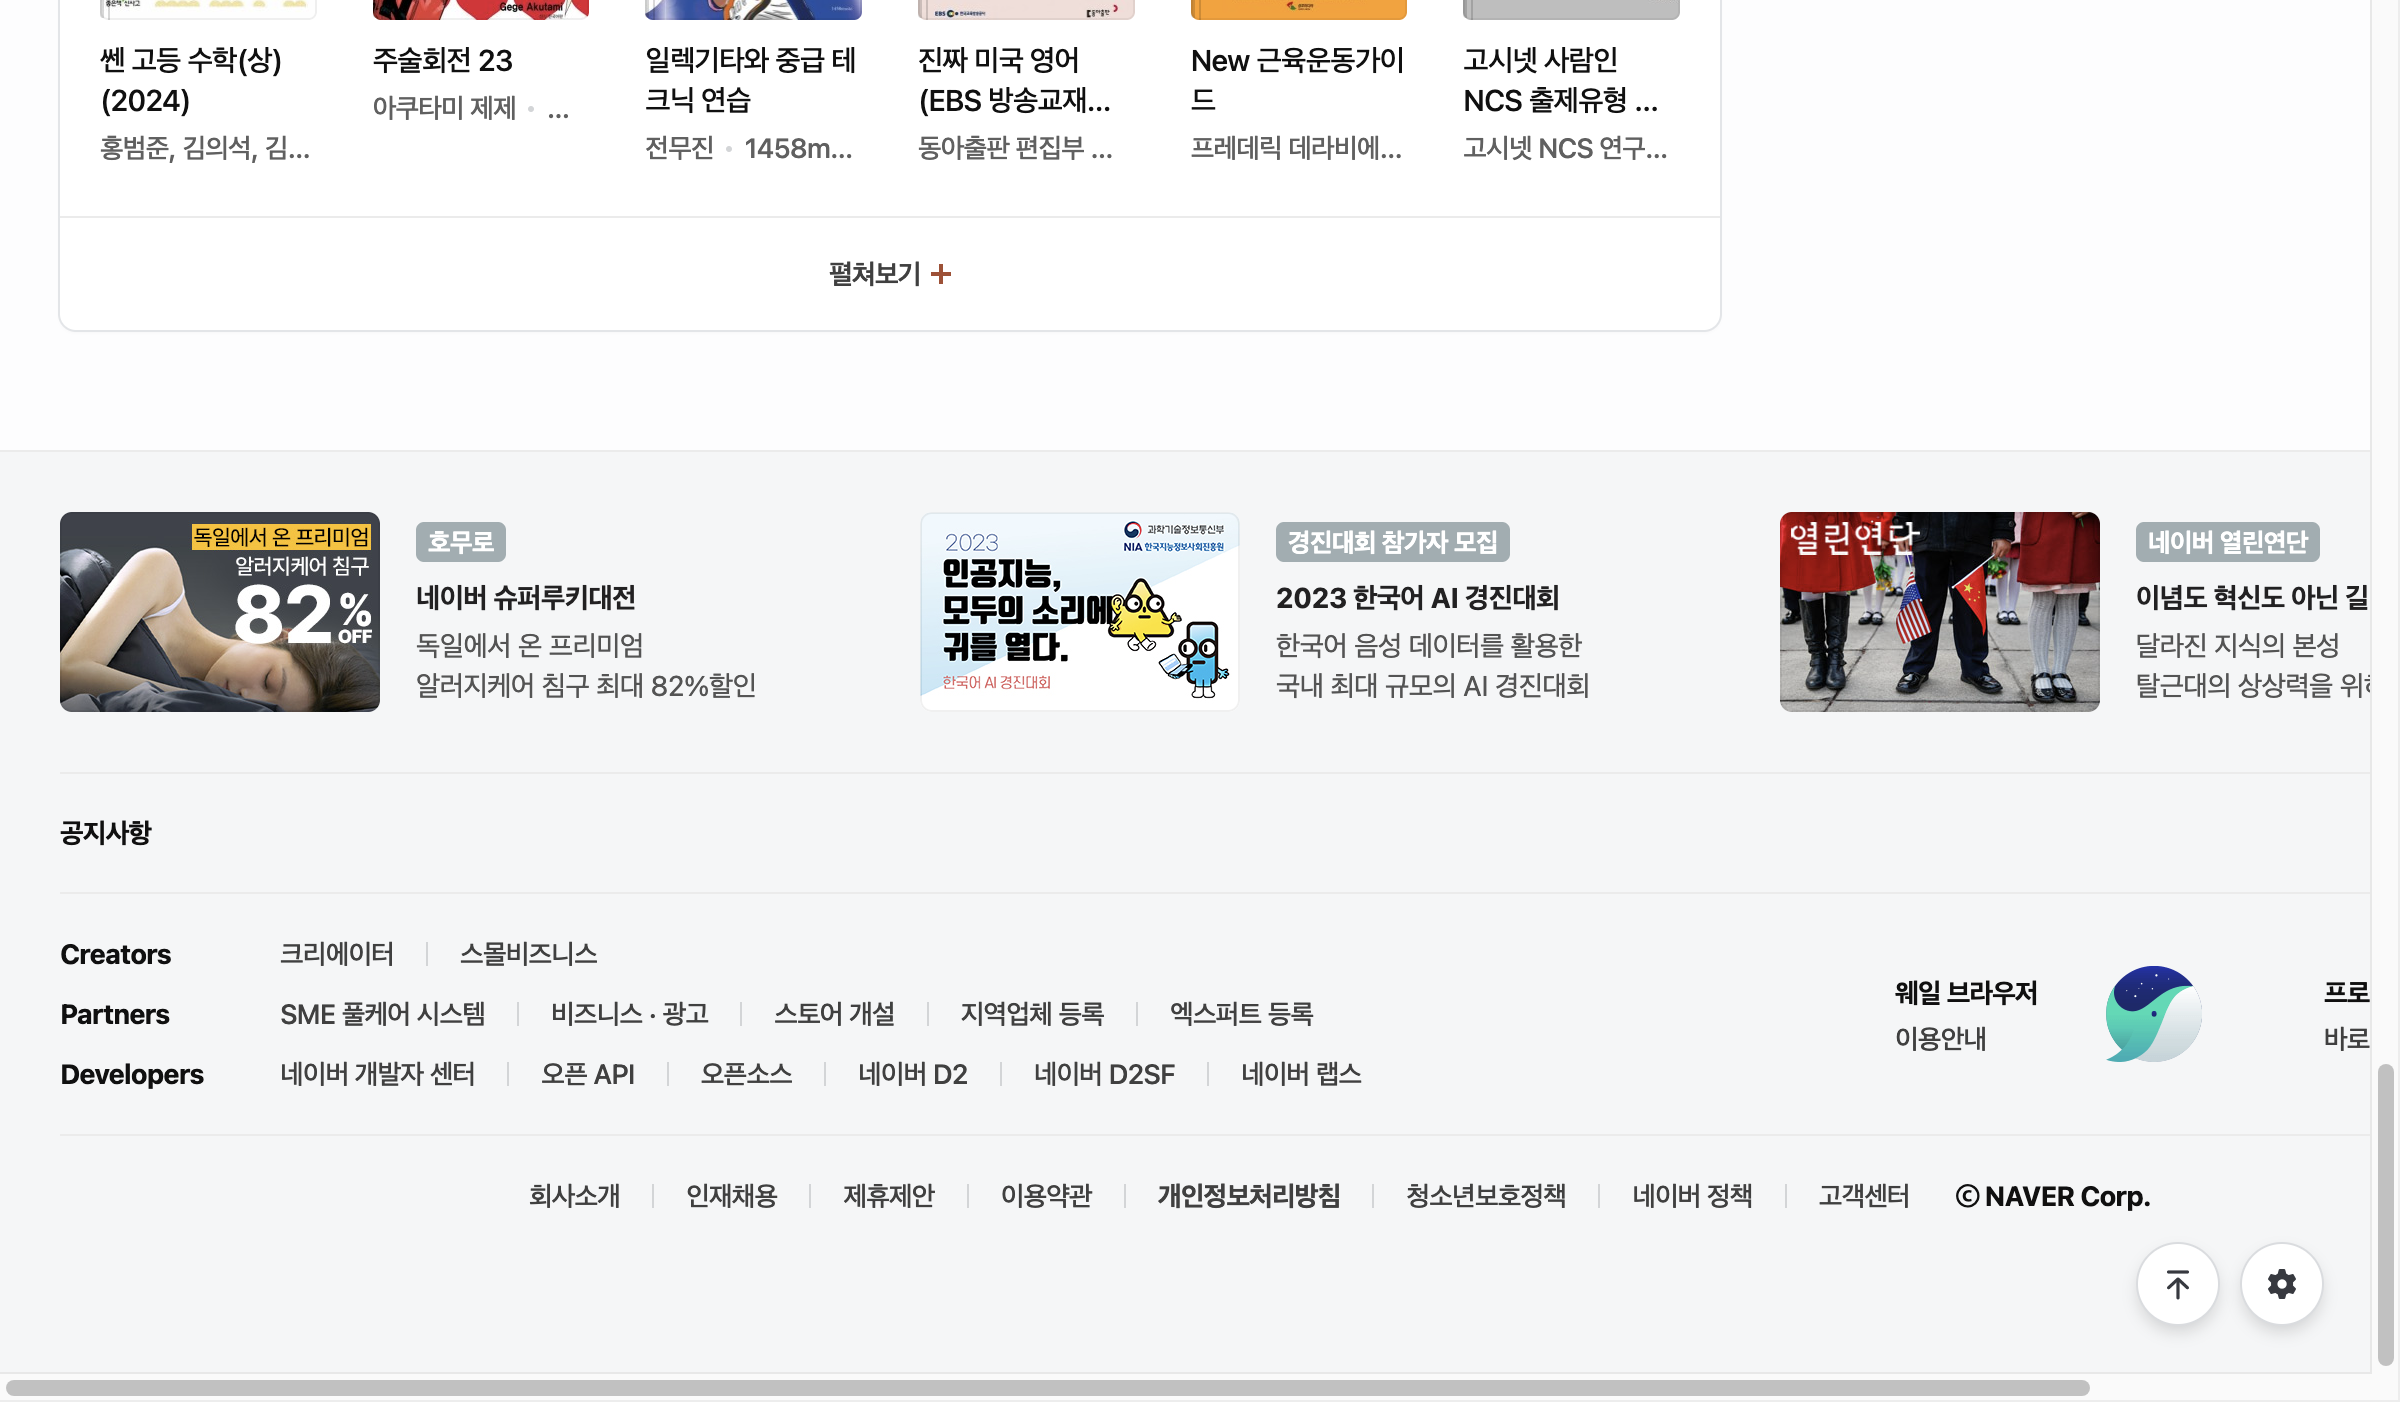 Gege Akutami
쎈 고등 수학(상)
(2024)
홍범준, 김의석, 김...
주술회전 23
아쿠타미 제제 · ...
일렉기타와 중급 테
크닉 연습
전무진 · 1458m...
진짜 미국 영어
(EBS 방송교재...
동아출판 편집부 ...
New 근육운동가이
드
프레데릭 데라비에...
고시넷 사람인
NCS 출제유형 ...
고시넷 NCS 연구...
펼쳐보기 +
독일에서 온 프리미엄
알러지케어 침구
82%
OFF
호무로
네이버 슈퍼루키대전
독일에서 온 프리미엄
알러지케어 침구 최대 82%할인
과학기술정보통신부
NIA 한국지능정보사회진흥원
2023
인공지능,
모두의 소리에
귀를 열다.
한국어 AI 경진대회
경진대회 참가자 모집
2023 한국어 AI 경진대회
한국어 음성 데이터를 활용한
국내 최대 규모의 AI 경진대회
열린연단
네이버 열린연단
이념도 혁신도 아닌 길
달라진 지식의 본성
탈근대의 상상력을
공지사항
Creators 크리에이터 스몰비즈니스
Partners SME 풀케어 시스템 비즈니스 · 광고 스토어 개설 지역업체 등록 엑스퍼트 등록
Developers 네이버 개발자 센터 오픈 API 오픈소스 네이버 D2 네이버 D2SF 네이버 랩스
웨일 브라우저
이용안내
프로
바로
회사소개 인재채용 제휴제안 이용약관 개인정보처리방침 청소년보호정책 네이버 정책 고객센터 ⓒ NAVER Corp.